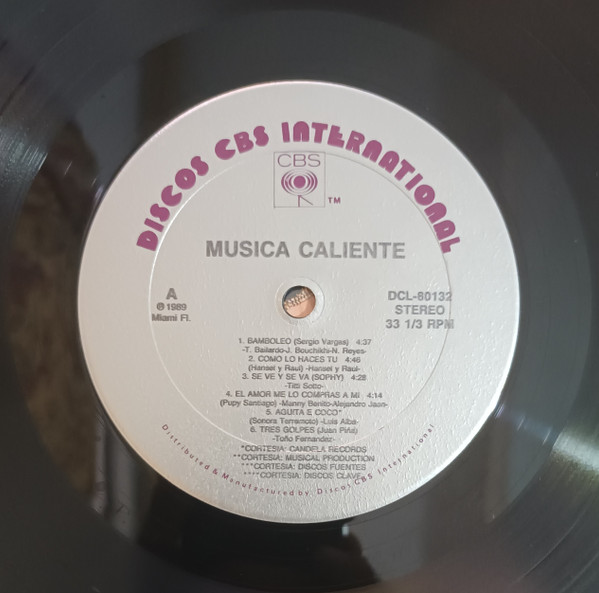 DISCOS CBS INTERNATIONAL
CBS
TM
MUSICA CALIENTE
A
℗ 1989
Miami Fl.
DCL-80132
STEREO
33 1/3 RPM
1. BAMBOLEO (Sergio Vargas) 4:37
-T. Bailardo-J. Bouchikhi-N. Reyes-
2. COMO LO HACES TU 4:46
(Hansel y Raul) -Hansel y Raul-
3. SE VE Y SE VA (SOPHY) 4:28
-Titti Sotto-
4. EL AMOR ME LO COMPRAS A MI 4:14
(Pupy Santiago) -Manny Benito-Alejandro Jaen-
5. AGUITA E COCO*
(Sonora Terremoto) -Luis Alba-
6. TRES GOLPES (Juan Piña)
-Toño Fernandez-
*CORTESIA: CANDELA RECORDS
**CORTESIA: MUSICAL PRODUCTION
***CORTESIA: DISCOS FUENTES
****CORTESIA: DISCOS CLAVE
Distributed & Manufactured by: Discos CBS International